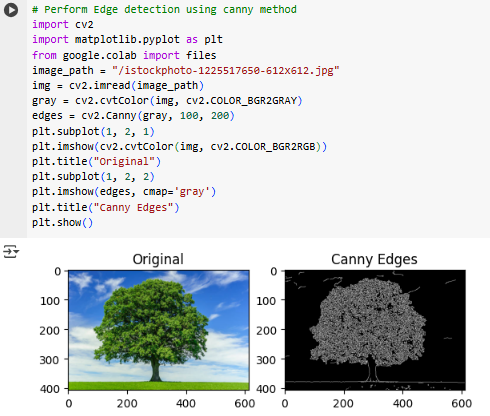 # Perform Edge detection using canny method
import cv2
import matplotlib.pyplot as plt
from google.colab import files
image_path = "/istockphoto-1225517650-612x612.jpg"
img = cv2.imread(image_path)
gray = cv2.cvtColor(img, cv2.COLOR_BGR2GRAY)
edges = cv2.Canny(gray, 100, 200)
plt.subplot(1, 2, 1)
plt.imshow(cv2.cvtColor(img, cv2.COLOR_BGR2RGB))
plt.title("Original")
plt.subplot(1, 2, 2)
plt.imshow(edges, cmap='gray')
plt.title("Canny Edges")
plt.show()
Original
0
100
200
300
400
0 200 400 600
Canny Edges
0
100
200
300
400
0 200 400 600